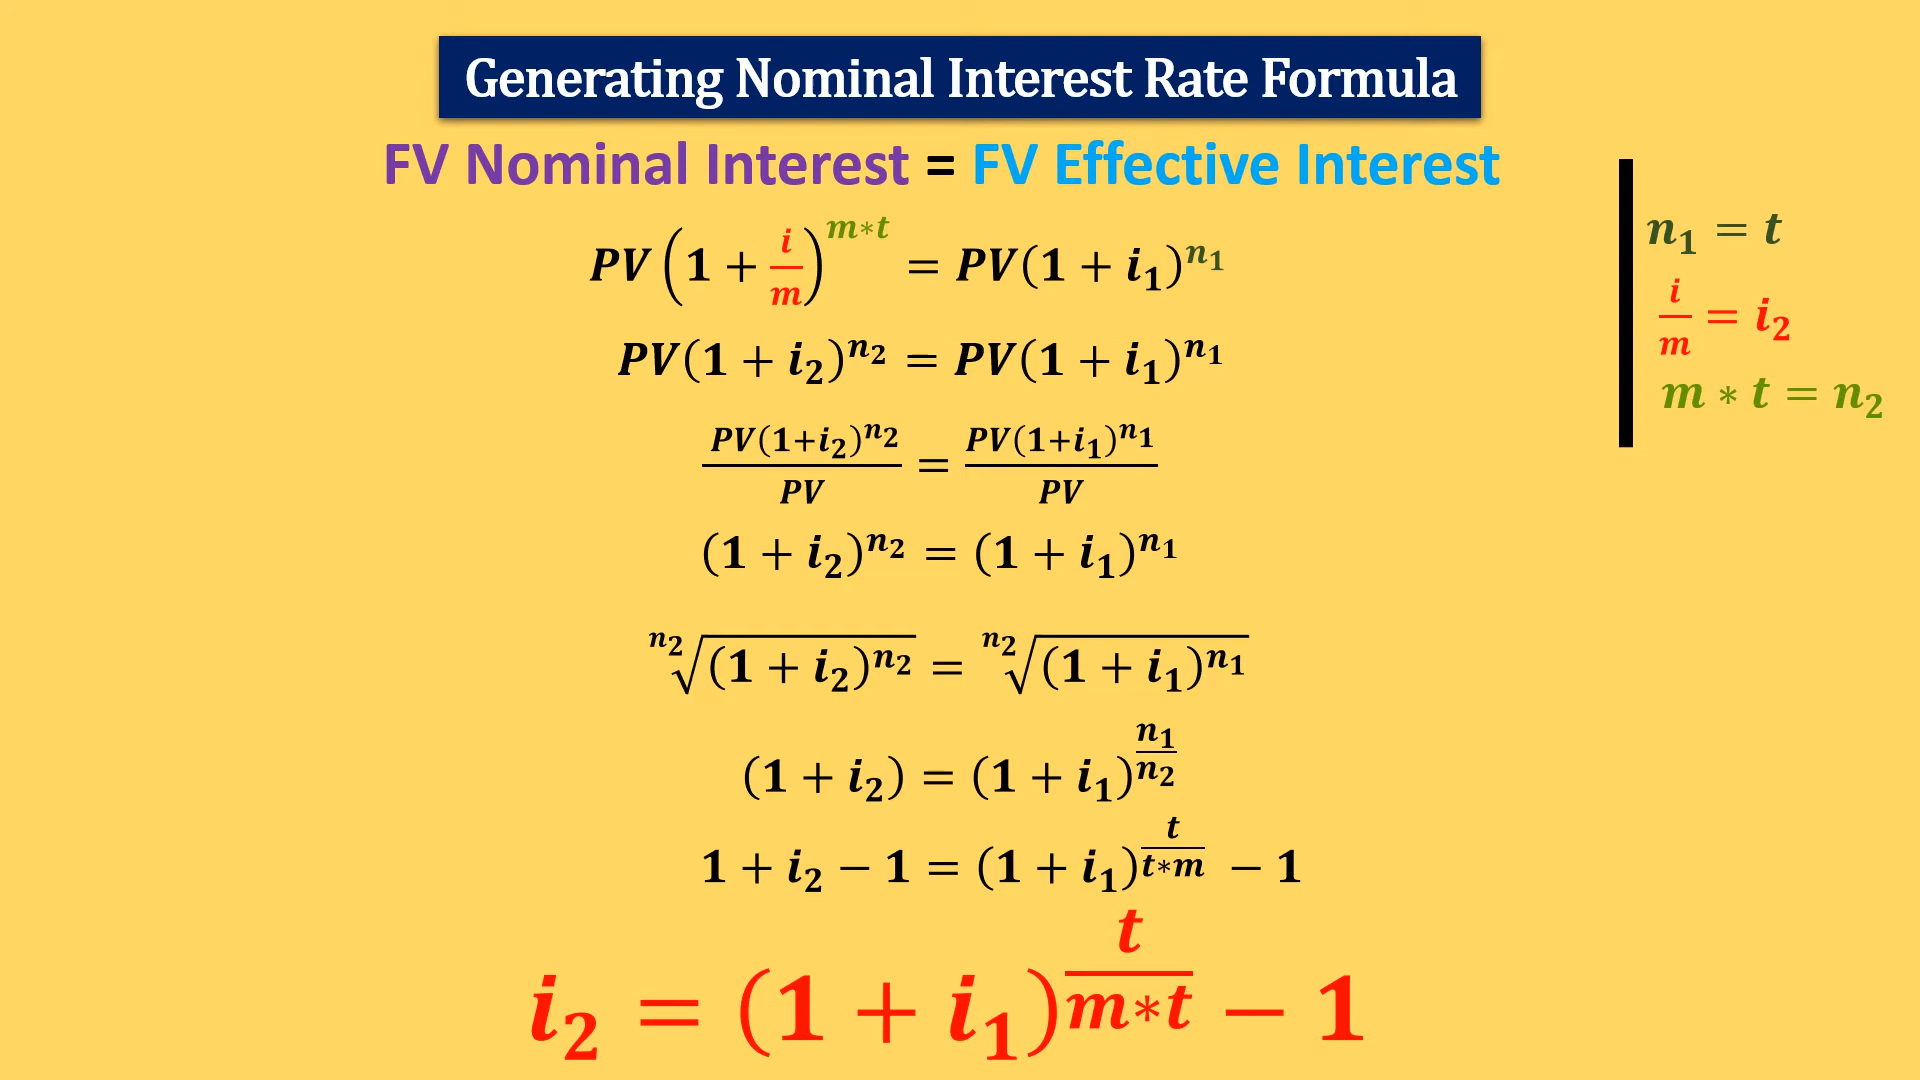 Generating Nominal Interest Rate Formula
FV Nominal Interest = FV Effective Interest
PV(1 + i/m)^(m*t) = PV(1 + i₁)^(n₁)
PV(1 + i₂)^(n₂) = PV(1 + i₁)^(n₁)
PV(1+i₂)^(n₂)/PV = PV(1+i₁)^(n₁)/PV
(1 + i₂)^(n₂) = (1 + i₁)^(n₁)
ⁿ²√((1 + i₂)^(n₂)) = ⁿ²√((1 + i₁)^(n₁))
(1 + i₂) = (1 + i₁)^(n₁/n₂)
1 + i₂ − 1 = (1 + i₁)^(t/(t*m)) − 1
i₂ = (1 + i₁)^(t/(m*t)) − 1
n₁ = t
i/m = i₂
m * t = n₂